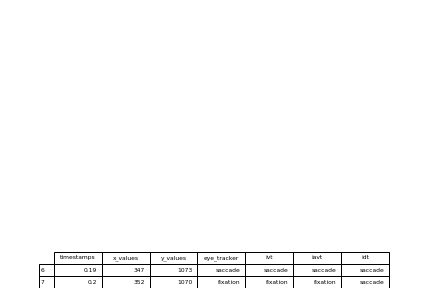 timestamps x_values y_values eye_tracker ivt iavt idt
6 0.19 347 1073 saccade saccade saccade saccade
7 0.2 352 1070 fixation fixation fixation saccade